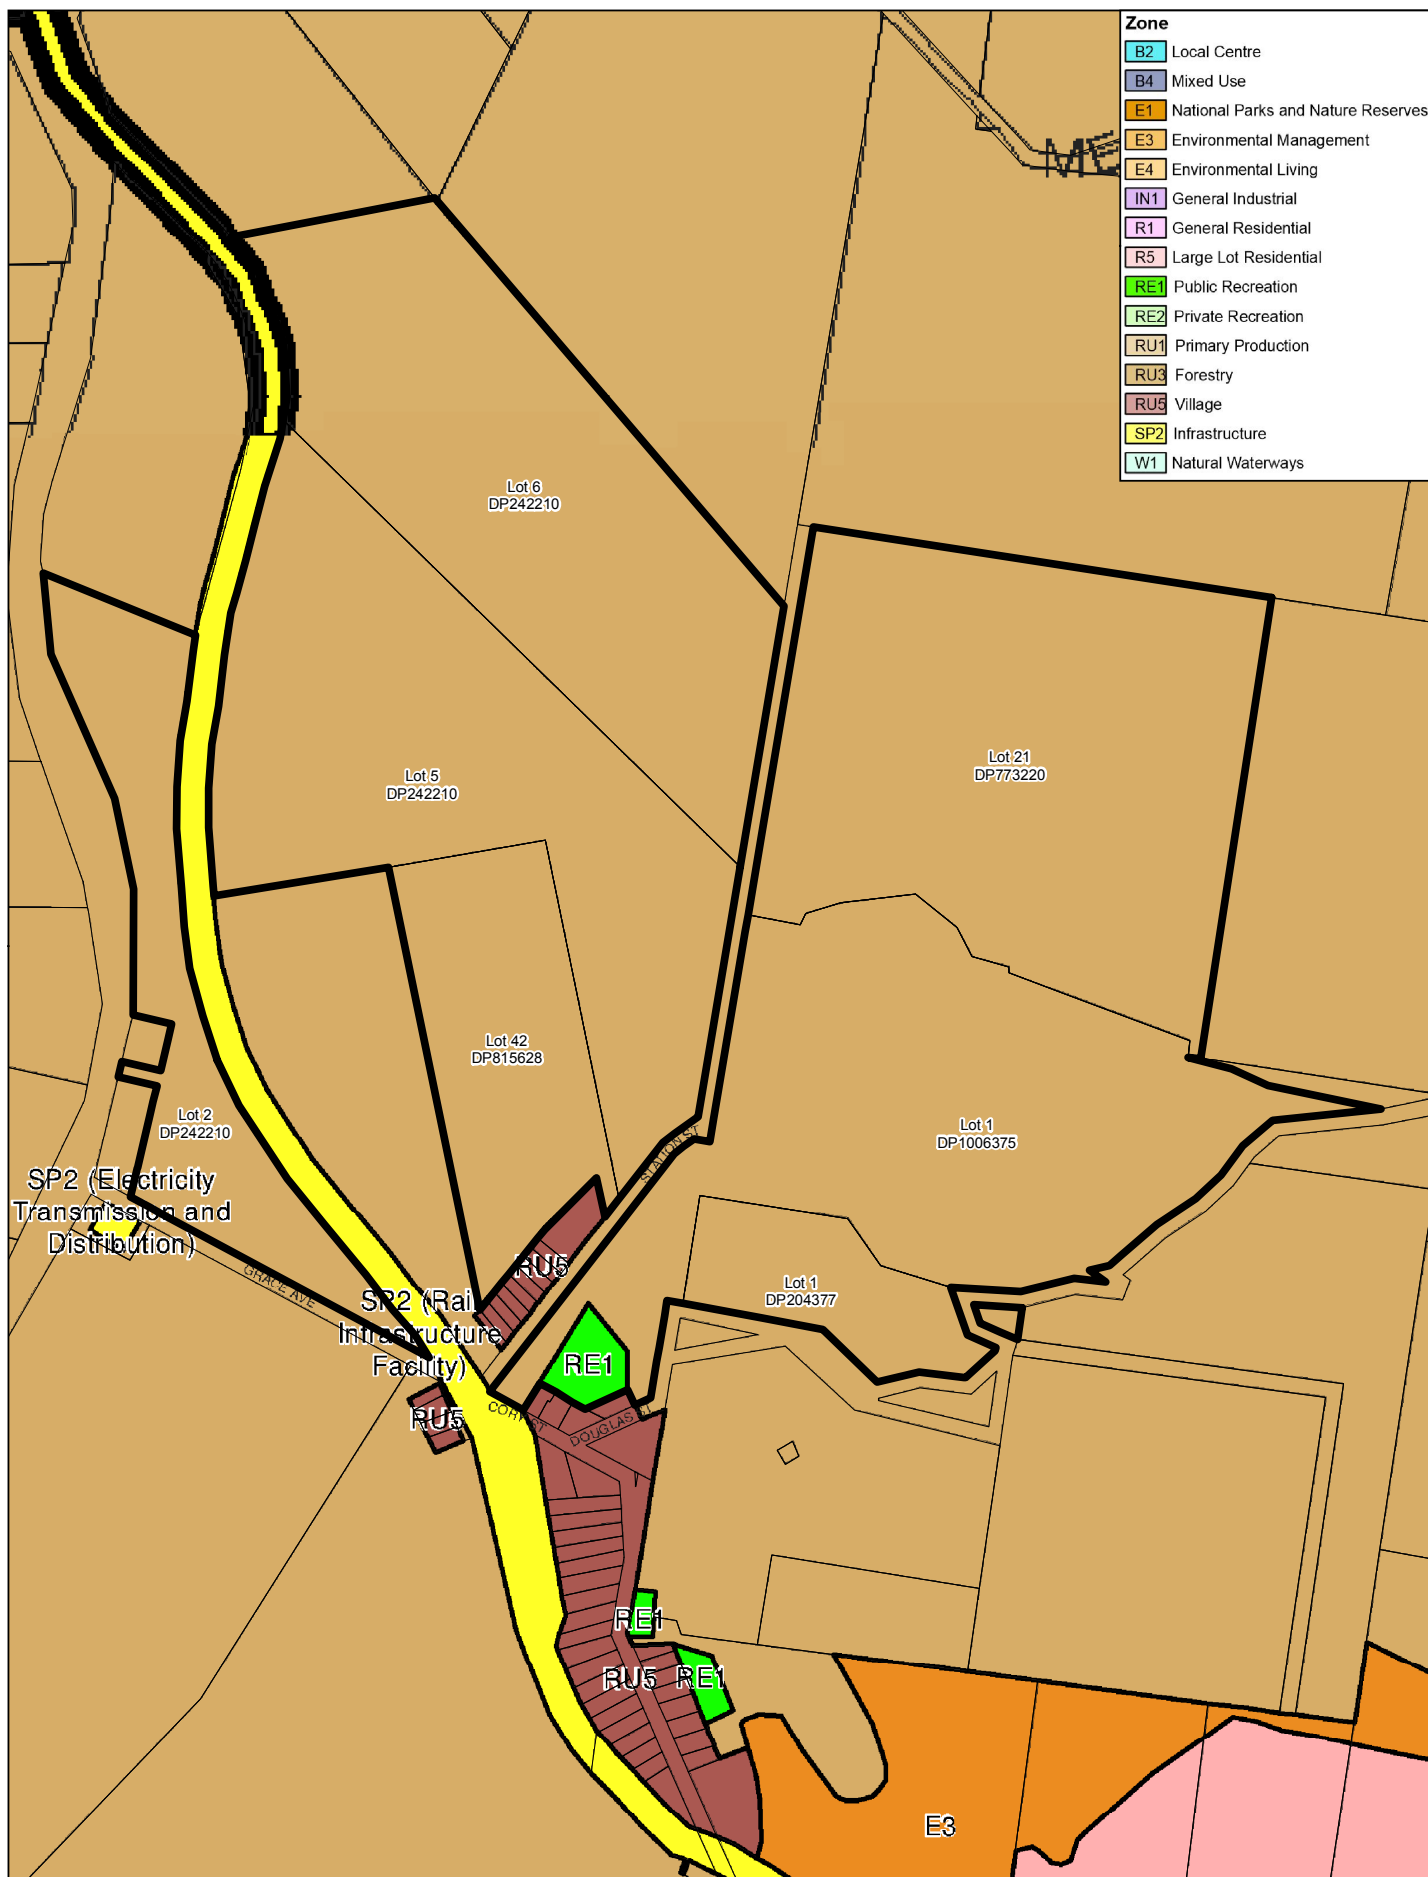 Zone
B2 Local Centre
B4 Mixed Use
E1 National Parks and Nature Reserves
E3 Environmental Management
E4 Environmental Living
IN1 General Industrial
R1 General Residential
R5 Large Lot Residential
RE1 Public Recreation
RE2 Private Recreation
RU1 Primary Production
RU3 Forestry
RU5 Village
SP2 Infrastructure
W1 Natural Waterways
Lot 6
DP242210
Lot 21
DP773220
Lot 5
DP242210
Lot 42
DP815628
Lot 2
DP242210
Lot 1
DP1006375
STATION ST
SP2 (Electricity
Transmission and
Distribution)
GRACE AVE
RU5
Lot 1
DP204377
SP2 (Rail
Infrastructure
Facility)
RE1
RU5
CORY ST
DOUGLAS ST
RE1
RU5
RE1
E3